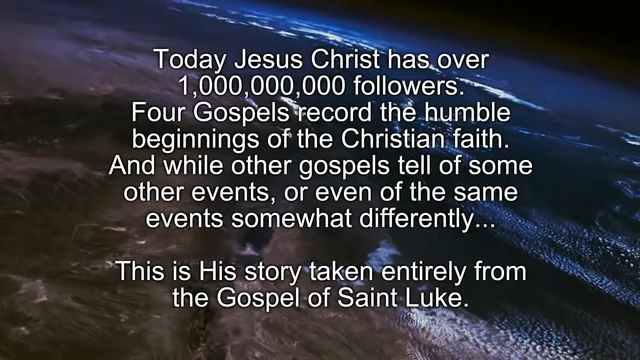 Today Jesus Christ has over
1,000,000,000 followers.
Four Gospels record the humble
beginnings of the Christian faith.
And while other gospels tell of some
other events, or even of the same
events somewhat differently...
This is His story taken entirely from
the Gospel of Saint Luke.